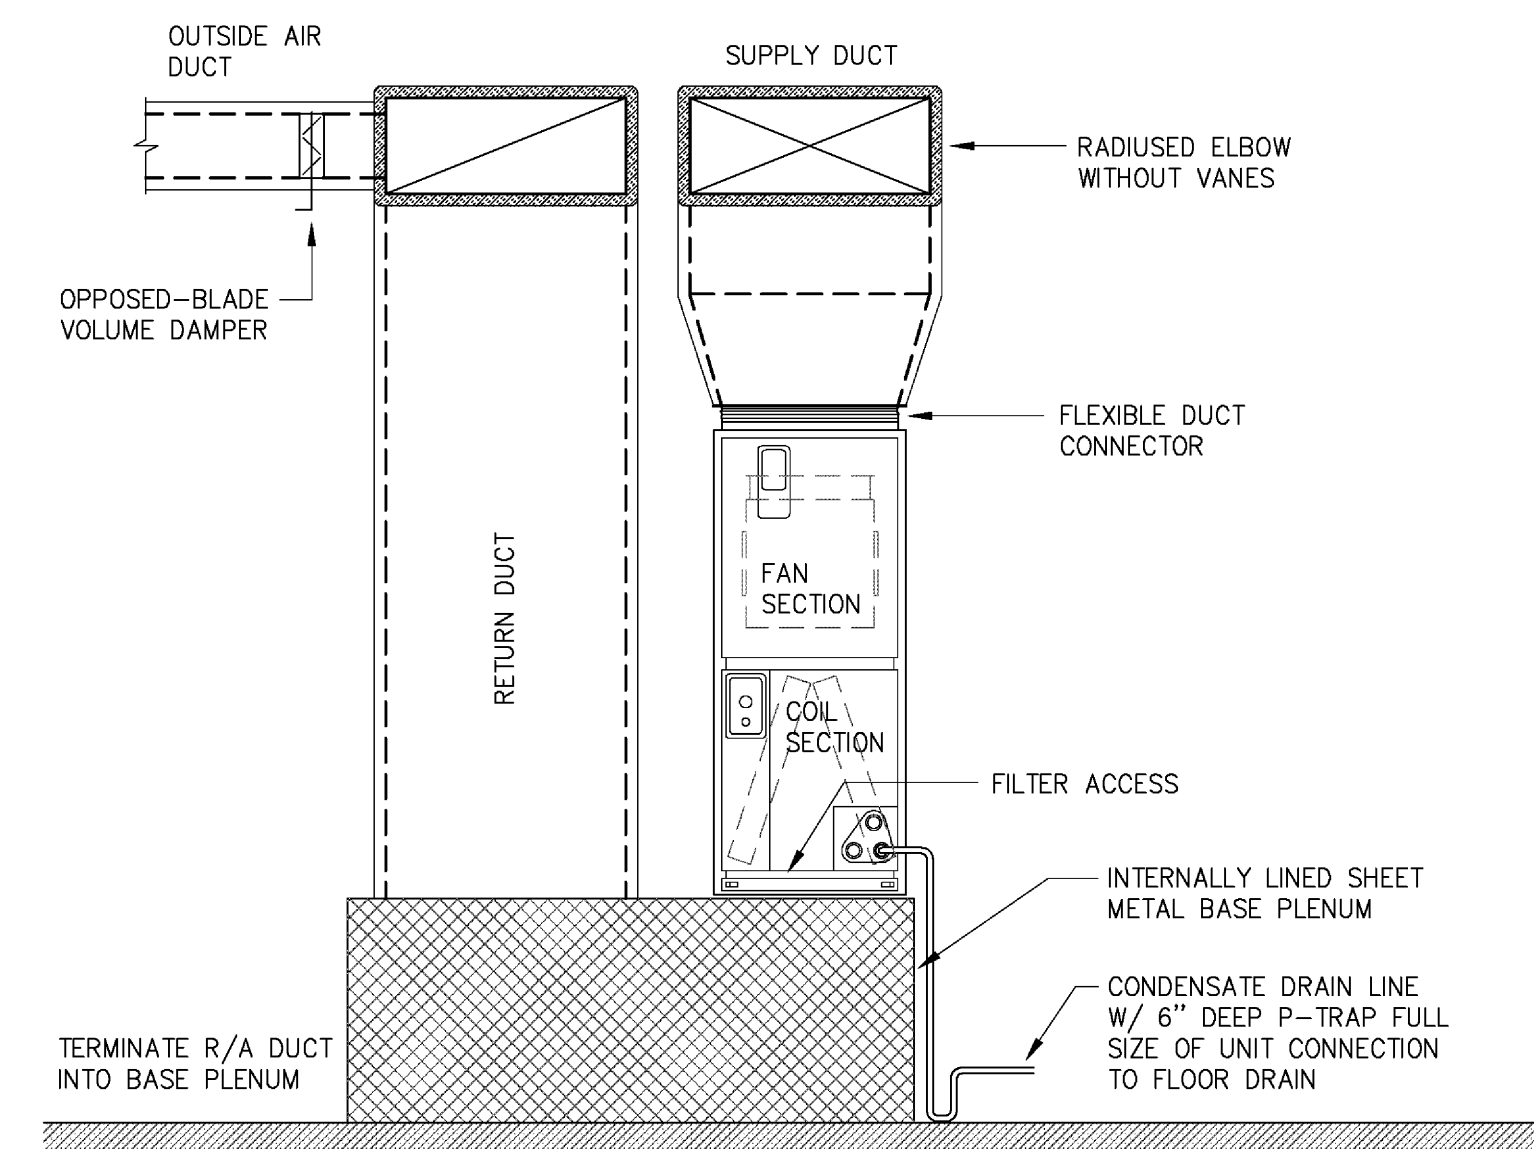 OUTSIDE AIR
DUCT
SUPPLY DUCT
RADIUSED ELBOW
WITHOUT VANES
OPPOSED-BLADE
VOLUME DAMPER
FLEXIBLE DUCT
CONNECTOR
RETURN DUCT
FAN
SECTION
COIL
SECTION
FILTER ACCESS
INTERNALLY LINED SHEET
METAL BASE PLENUM
CONDENSATE DRAIN LINE
W/ 6" DEEP P-TRAP FULL
SIZE OF UNIT CONNECTION
TO FLOOR DRAIN
TERMINATE R/A DUCT
INTO BASE PLENUM